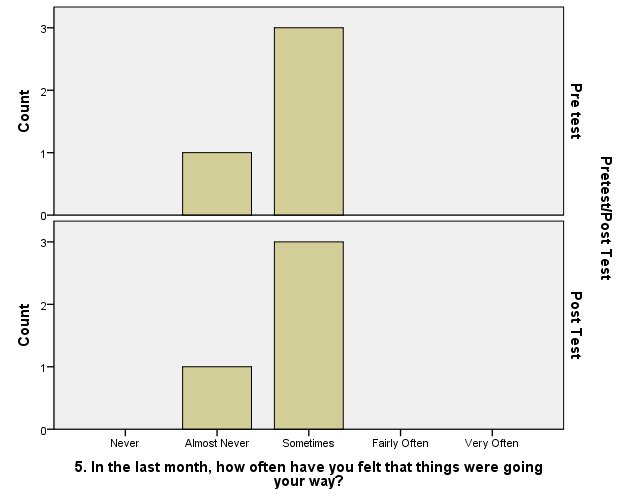 3
2
1
0
Count
Pre test
3
2
1
0
Count
Post Test
Pretest/Post Test
Never
Almost Never
Sometimes
Fairly Often
Very Often
5. In the last month, how often have you felt that things were going
your way?